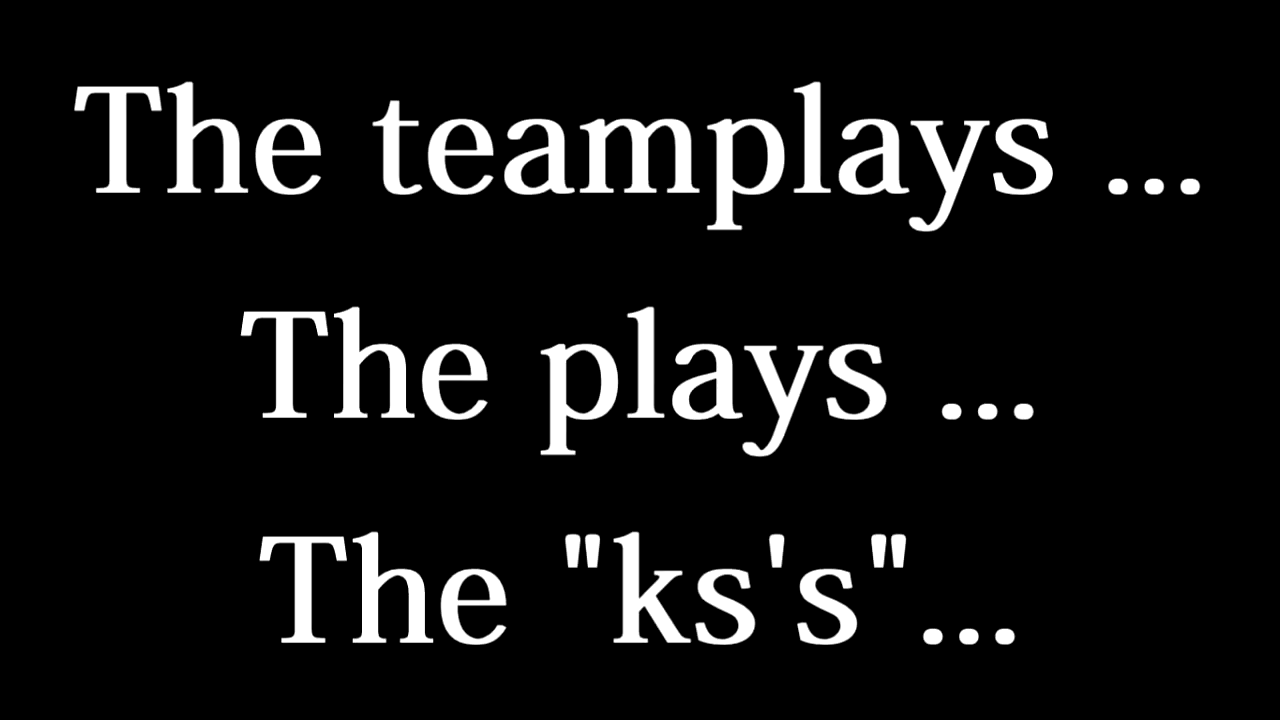 The teamplays ...
The plays ...
The "ks's"...